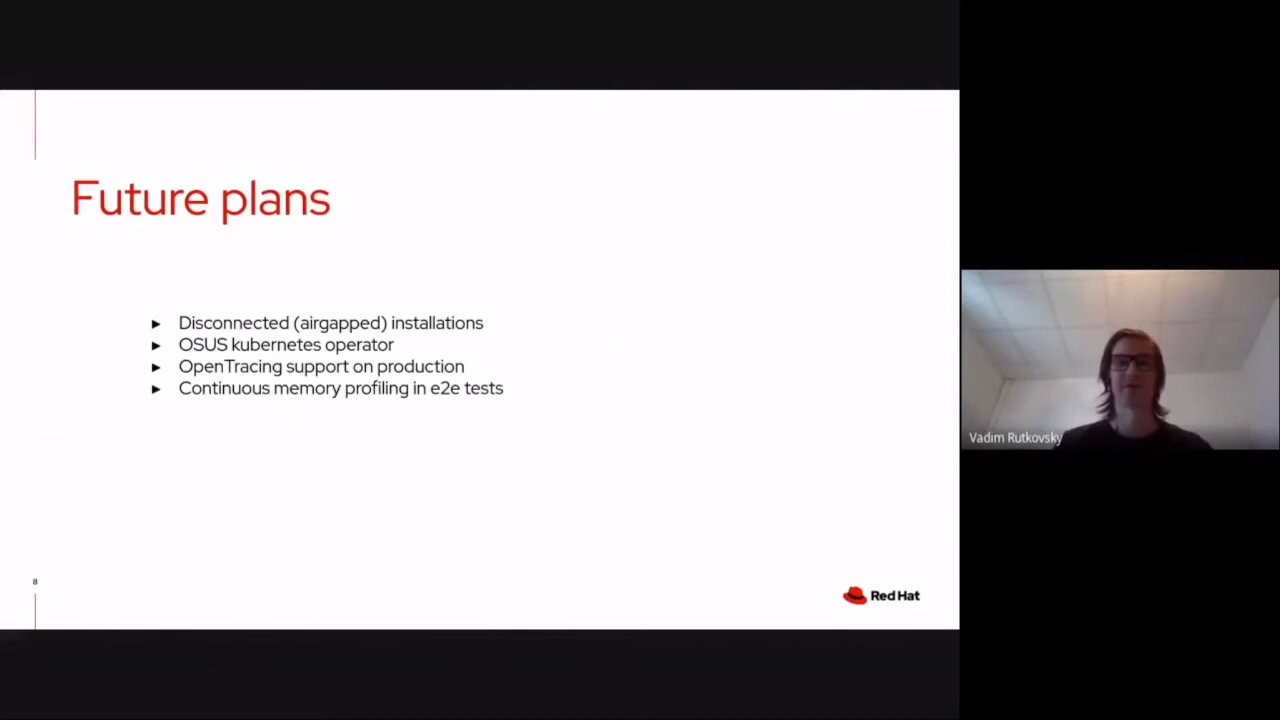 Future plans
► Disconnected (airgapped) installations
► OSUS kubernetes operator
► OpenTracing support on production
► Continuous memory profiling in e2e tests
Vadim Rutkovsky
8
Red Hat